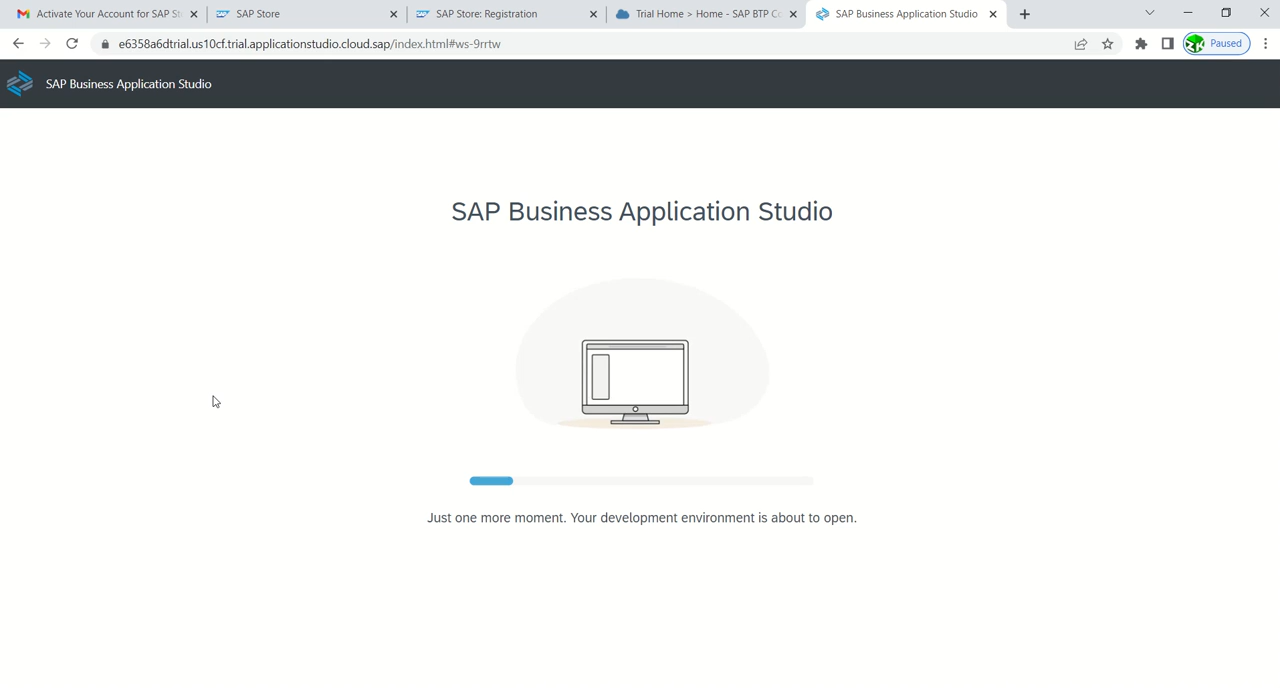 Activate Your Account for SAP St
SAP Store
SAP Store: Registration
Trial Home > Home - SAP BTP Co
SAP Business Application Studio
e6358a6dtrial.us10cf.trial.applicationstudio.cloud.sap/index.html#ws-9rrtw
Paused
SAP Business Application Studio
SAP Business Application Studio
Just one more moment. Your development environment is about to open.